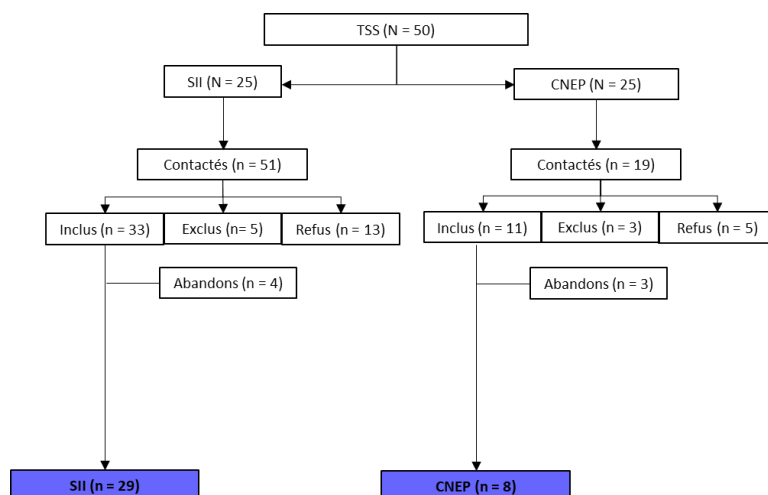 TSS (N = 50)
SII (N = 25)
CNEP (N = 25)
Contactés (n = 51)
Contactés (n = 19)
Inclus (n = 33)
Exclus (n= 5)
Refus (n = 13)
Inclus (n = 11)
Exclus (n = 3)
Refus (n = 5)
Abandons (n = 4)
Abandons (n = 3)
SII (n = 29)
CNEP (n = 8)